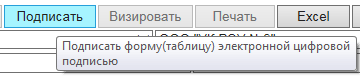 Подписать Визировать Печать Excel
Подписать форму(таблицу) электронной цифровой
подписью